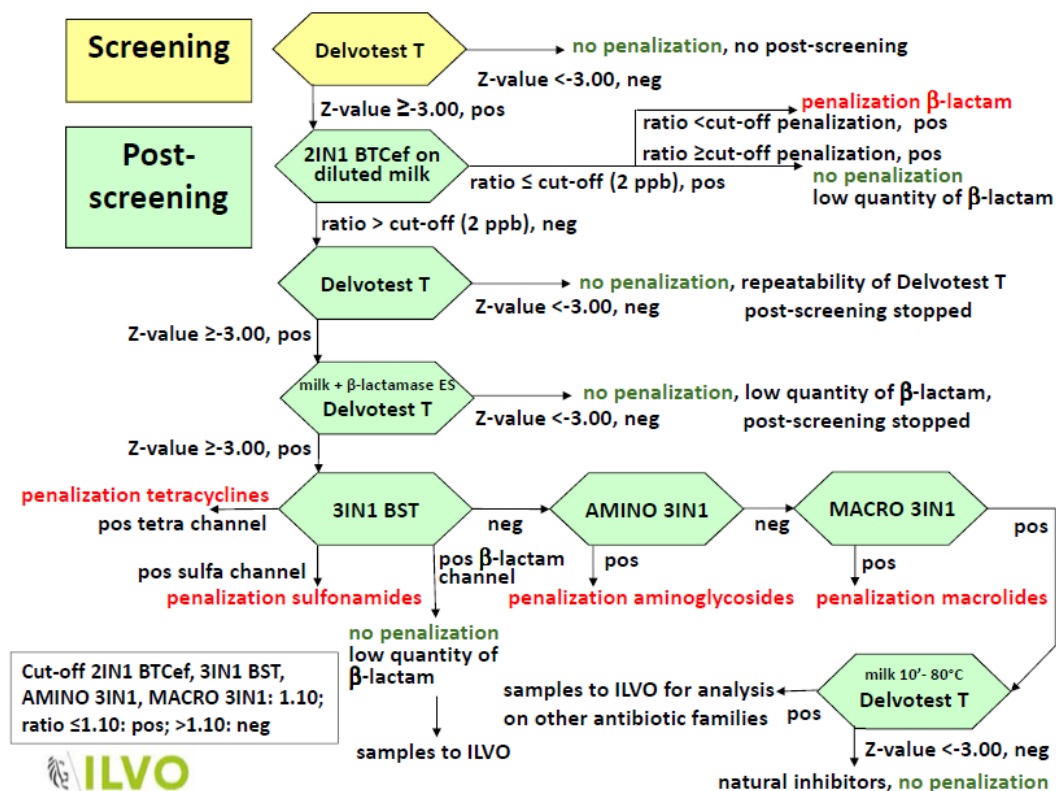 Screening
Delvotest T
no penalization, no post-screening
Z-value <-3.00, neg
Z-value ≥-3.00, pos
penalization β-lactam
ratio <cut-off penalization, pos
Post-
screening
2IN1 BTCef on
diluted milk
ratio ≥cut-off penalization, pos
ratio ≤ cut-off (2 ppb), pos
no penalization
low quantity of β-lactam
ratio > cut-off (2 ppb), neg
Delvotest T
no penalization, repeatability of Delvotest T
Z-value <-3.00, neg
post-screening stopped
Z-value ≥-3.00, pos
milk + β-lactamase ES
Delvotest T
no penalization, low quantity of β-lactam,
Z-value <-3.00, neg
post-screening stopped
Z-value ≥-3.00, pos
penalization tetracyclines
pos tetra channel
3IN1 BST
neg
AMINO 3IN1
neg
MACRO 3IN1
pos
pos sulfa channel
pos β-lactam
channel
pos
pos
penalization sulfonamides
penalization aminoglycosides
penalization macrolides
no penalization
low quantity of
β-lactam
samples to ILVO
Cut-off 2IN1 BTCef, 3IN1 BST,
AMINO 3IN1, MACRO 3IN1: 1.10;
ratio ≤1.10: pos; >1.10: neg
milk 10’- 80°C
Delvotest T
samples to ILVO for analysis
on other antibiotic families
pos
Z-value <-3.00, neg
natural inhibitors, no penalization
ILVO